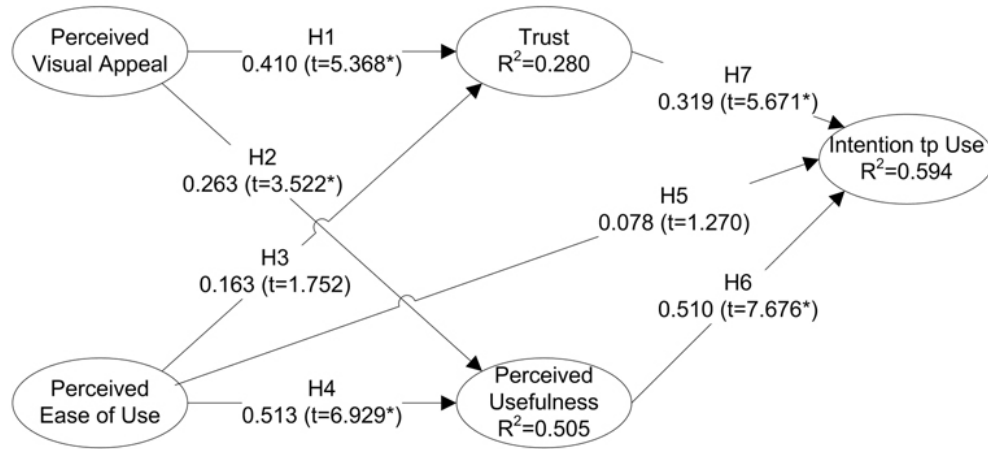 Perceived
Visual Appeal
H1
0.410 (t=5.368*)
Trust
R²=0.280
H7
0.319 (t=5.671*)
Intention tp Use
R²=0.594
H2
0.263 (t=3.522*)
H5
0.078 (t=1.270)
H3
0.163 (t=1.752)
H6
0.510 (t=7.676*)
Perceived
Ease of Use
H4
0.513 (t=6.929*)
Perceived
Usefulness
R²=0.505